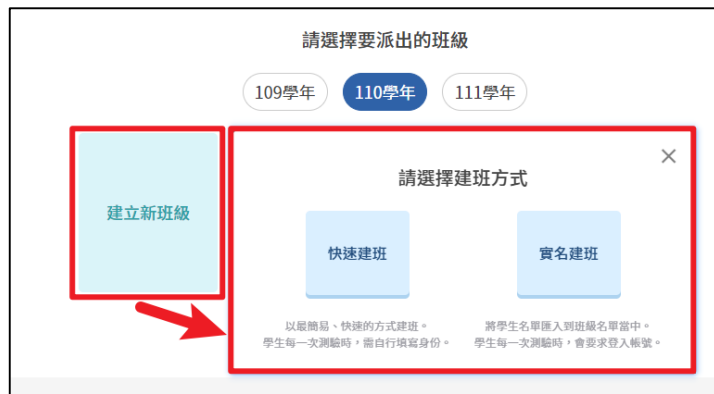 請選擇要派出的班級
109學年 110學年 111學年
建立新班級
請選擇建班方式
快速建班 實名建班
以最簡易、快速的方式建班。
學生每一次測驗時，需自行填寫身份。
將學生名單匯入到班級名單當中。
學生每一次測驗時，會要求登入帳號。